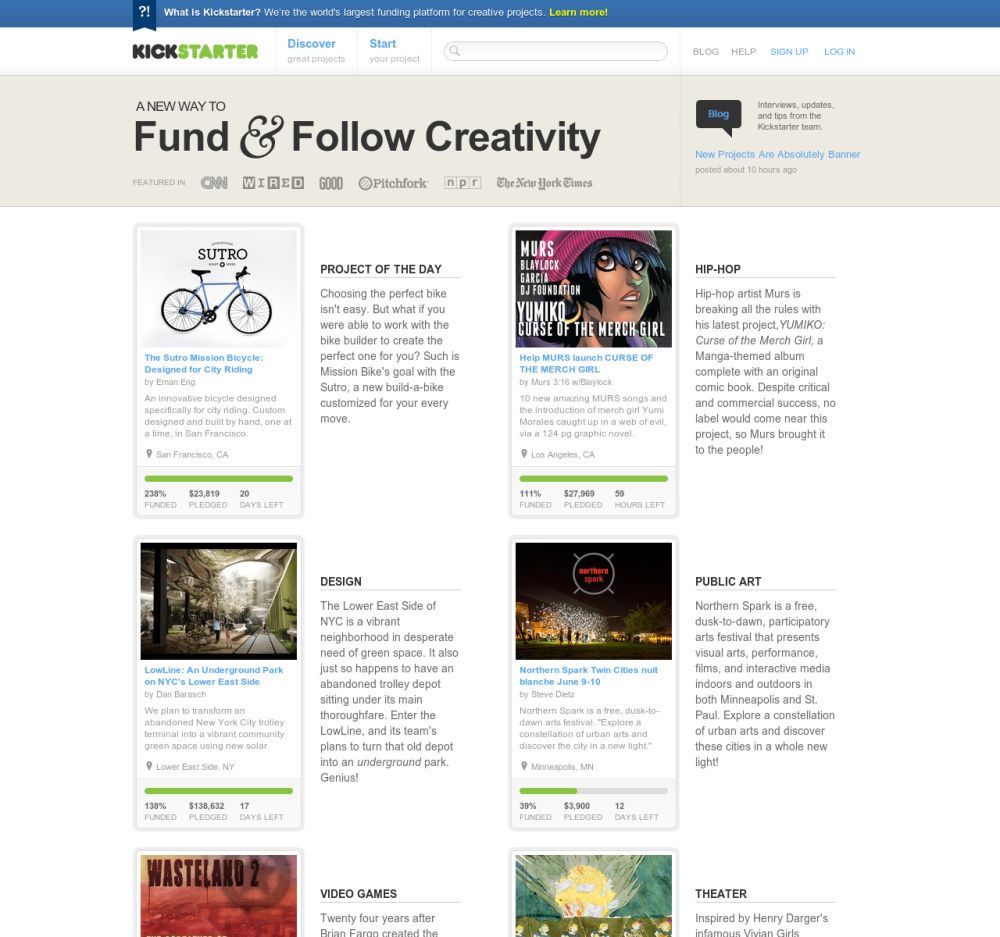 ?! What is Kickstarter? We're the world's largest funding platform for creative projects. Learn more!
KICKSTARTER
Discover
great projects
Start
your project
BLOG HELP SIGN UP LOG IN
A NEW WAY TO
Fund & Follow Creativity
FEATURED IN CNN WIRED GOOD Pitchfork npr The New York Times
Blog
Interviews, updates,
and tips from the
Kickstarter team.
New Projects Are Absolutely Banner
posted about 10 hours ago
SUTRO
The Sutro Mission Bicycle:
Designed for City Riding
by Eman Eng
An innovative bicycle designed
specifically for city riding. Custom
designed and built by hand, one at
a time, in San Francisco.
San Francisco, CA
238% $23,819 20
FUNDED PLEDGED DAYS LEFT
PROJECT OF THE DAY
Choosing the perfect bike
isn't easy. But what if you
were able to work with the
bike builder to create the
perfect one for you? Such is
Mission Bike's goal with the
Sutro, a new build-a-bike
customized for your every
move.
MURS
BLAYLOCK
GARCIA
DJ FOUNDATION
YUMIKO
CURSE OF THE MERCH GIRL
Help MURS launch CURSE OF
THE MERCH GIRL
by Murs 3:16 w/Blaylock
10 new amazing MURS songs and
the introduction of merch girl Yumi
Morales caught up in a web of evil,
via a 124 pg graphic novel.
Los Angeles, CA
111% $27,969 59
FUNDED PLEDGED HOURS LEFT
HIP-HOP
Hip-hop artist Murs is
breaking all the rules with
his latest project,YUMIKO:
Curse of the Merch Girl, a
Manga-themed album
complete with an original
comic book. Despite critical
and commercial success, no
label would come near this
project, so Murs brought it
to the people!
LowLine: An Underground Park
on NYC's Lower East Side
by Dan Barasch
We plan to transform an
abandoned New York City trolley
terminal into a vibrant community
green space using new solar
Lower East Side, NY
138% $138,632 17
FUNDED PLEDGED DAYS LEFT
DESIGN
The Lower East Side of
NYC is a vibrant
neighborhood in desperate
need of green space. It also
just so happens to have an
abandoned trolley depot
sitting under its main
thoroughfare. Enter the
LowLine, and its team's
plans to turn that old depot
into an underground park.
Genius!
northern
spark
Northern Spark Twin Cities nuit
blanche June 9-10
by Steve Dietz
Northern Spark is a free, dusk-to-
dawn arts festival. "Explore a
constellation of urban arts and
discover the city in a new light."
Minneapolis, MN
39% $3,900 12
FUNDED PLEDGED DAYS LEFT
PUBLIC ART
Northern Spark is a free,
dusk-to-dawn, participatory
arts festival that presents
visual arts, performance,
films, and interactive media
indoors and outdoors in
both Minneapolis and St.
Paul. Explore a constellation
of urban arts and discover
these cities in a whole new
light!
WASTELAND 2
VIDEO GAMES
Twenty four years after
Brian Fargo created the
THEATER
Inspired by Henry Darger's
infamous Vivian Girls